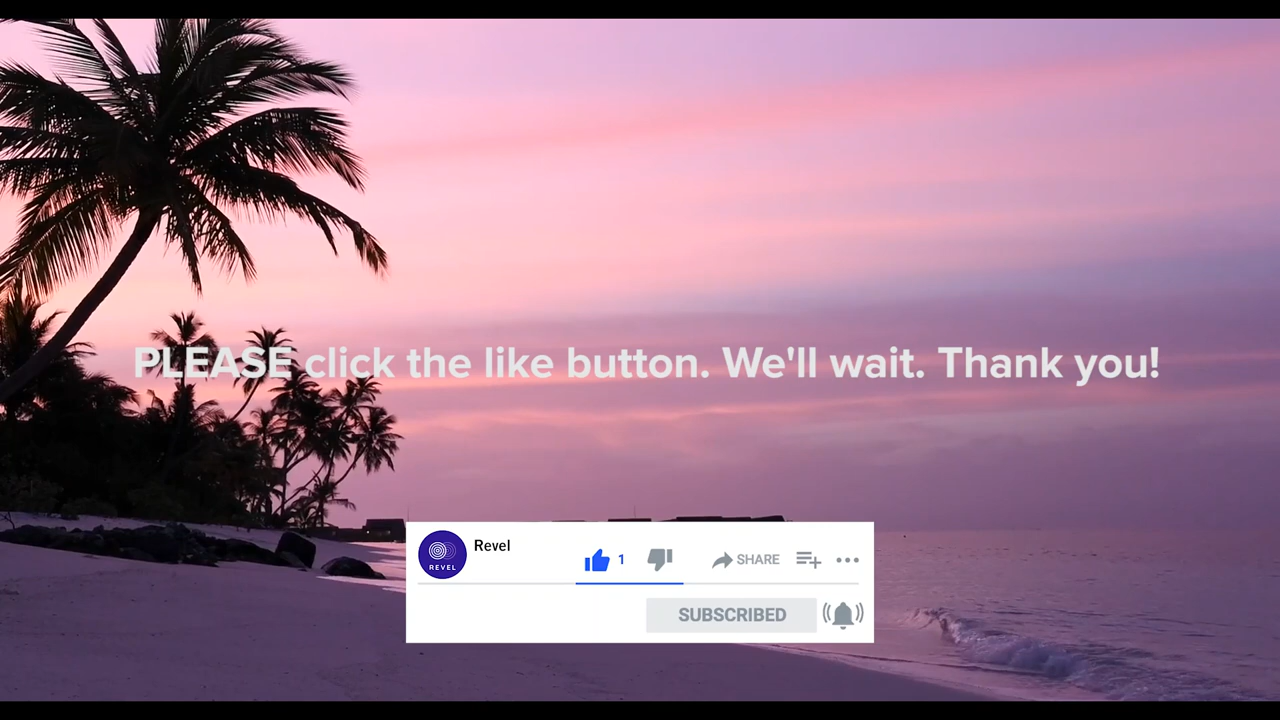 PLEASE click the like button. We'll wait. Thank you!
Revel
REVEL
1
SHARE
SUBSCRIBED